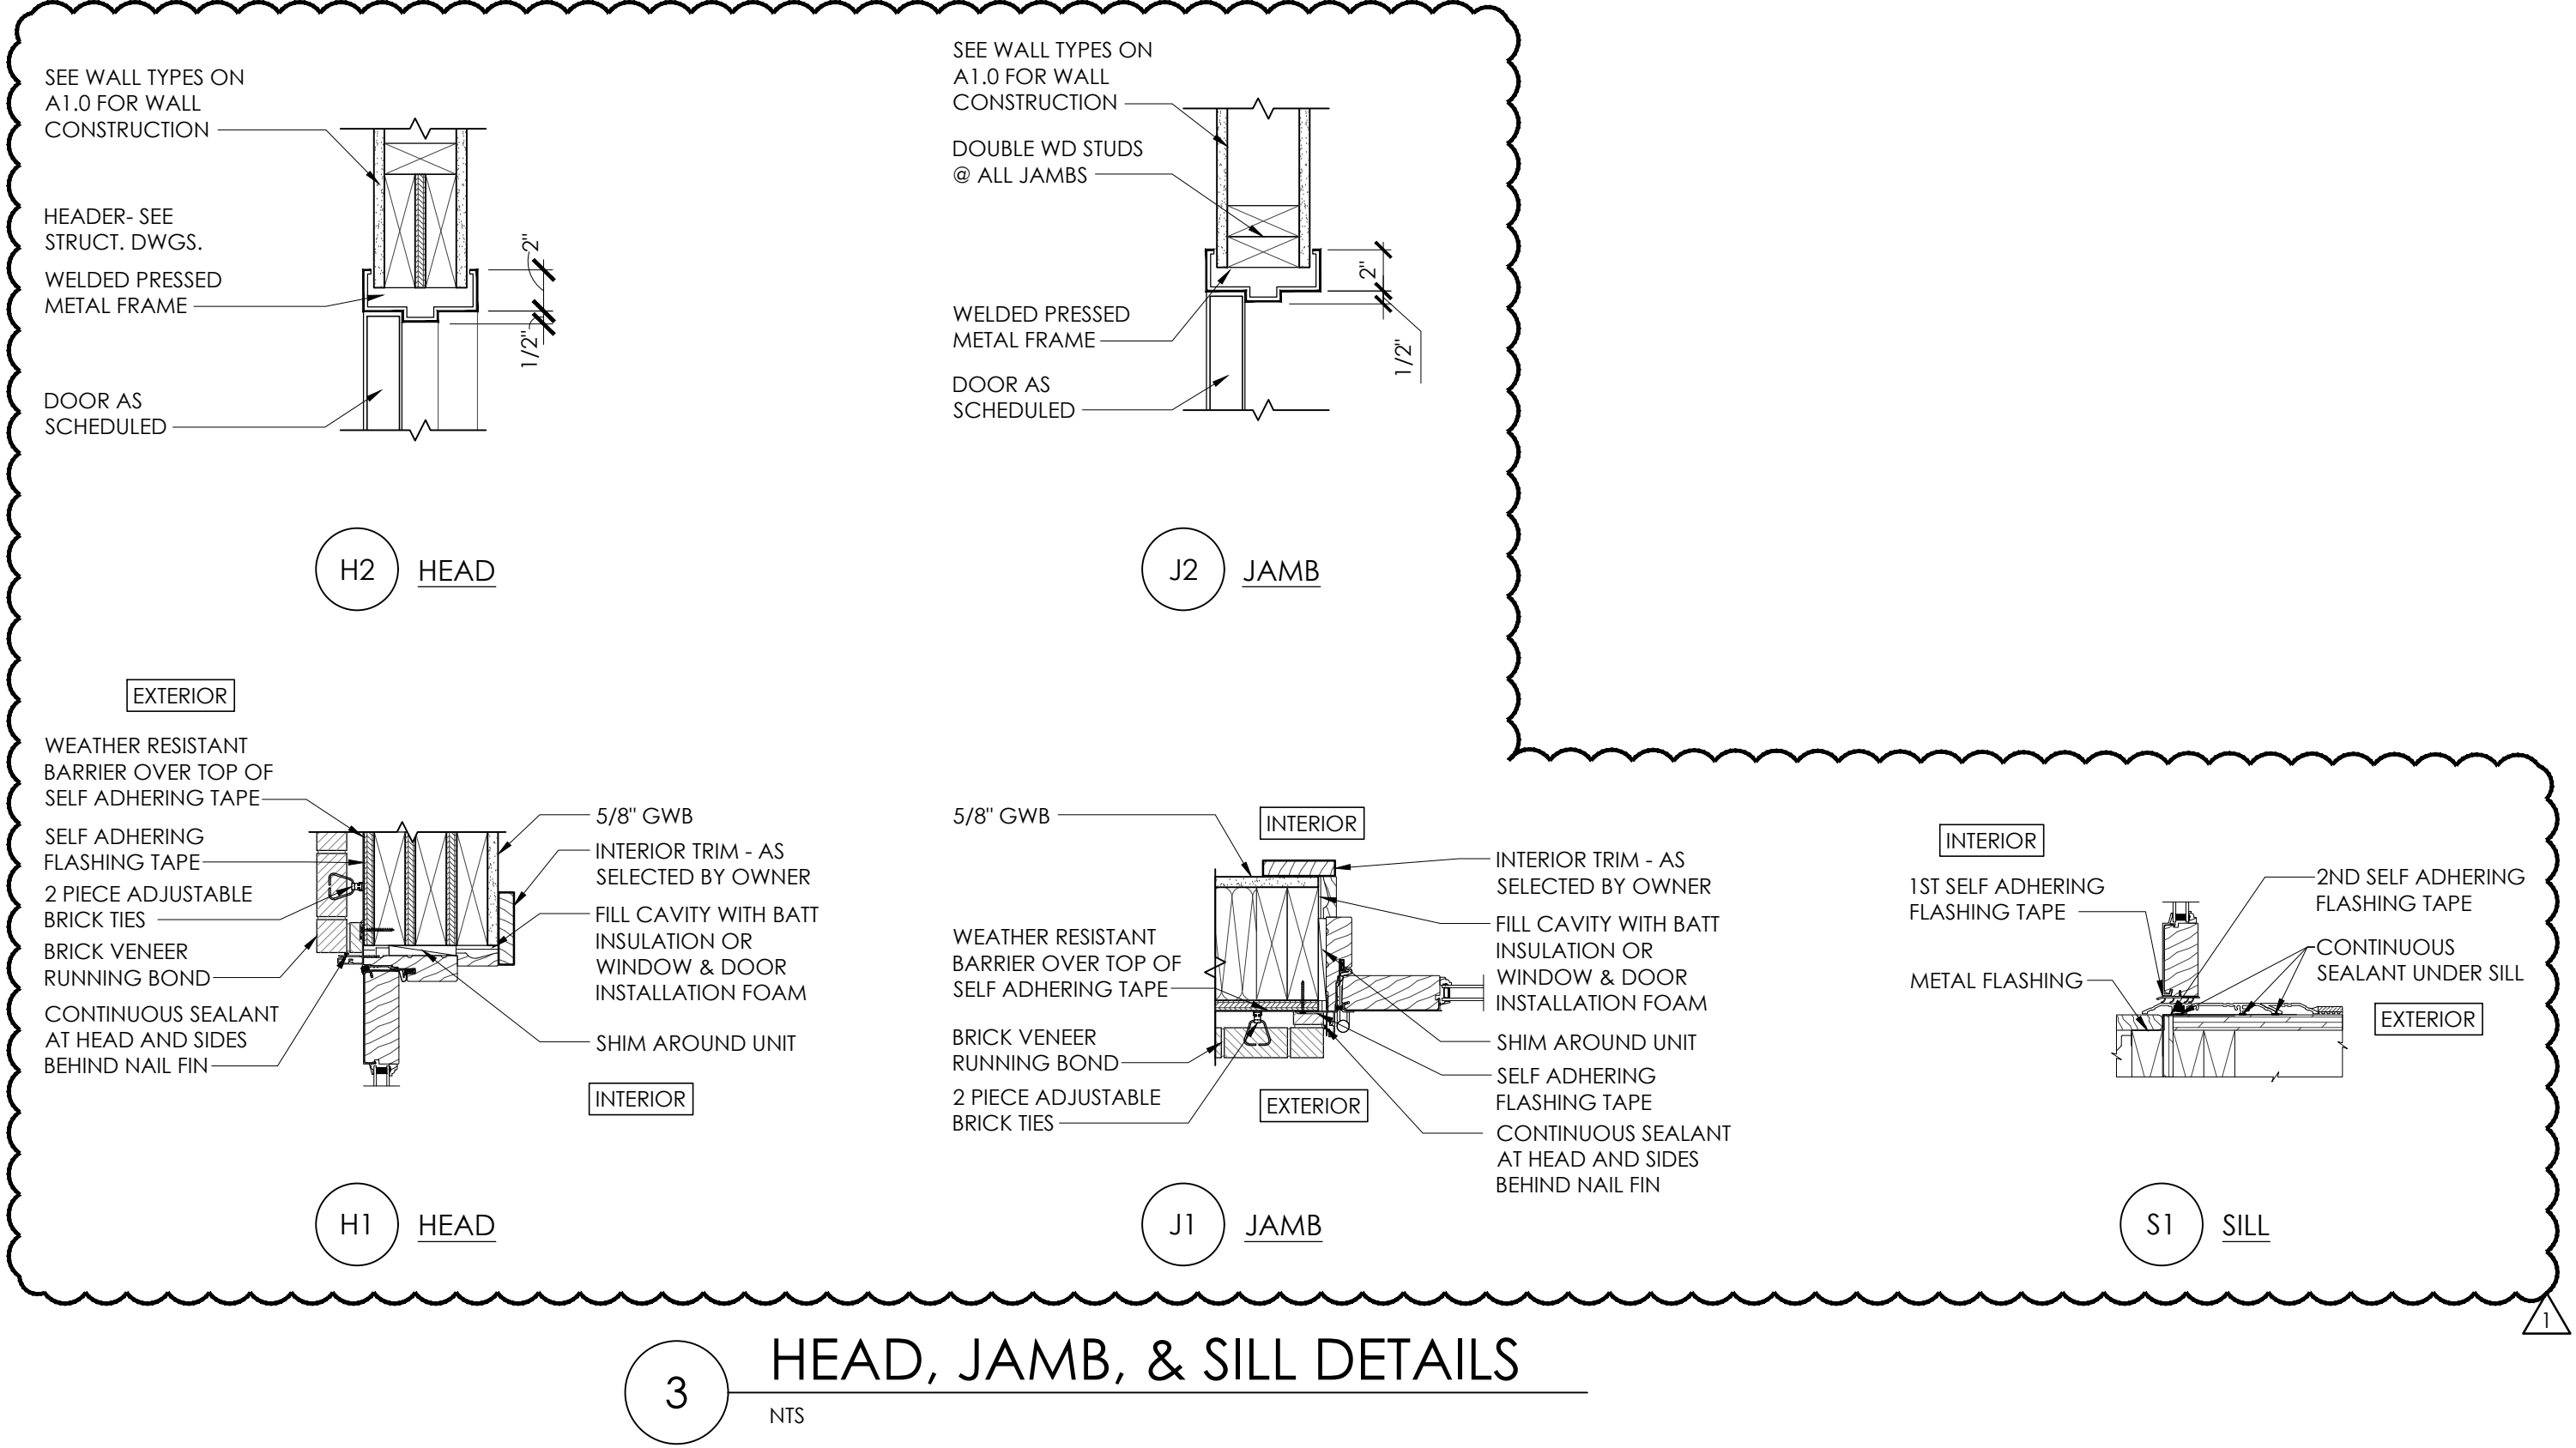 SEE WALL TYPES ON
A1.0 FOR WALL
CONSTRUCTION
HEADER- SEE
STRUCT. DWGS.
WELDED PRESSED
METAL FRAME
DOOR AS
SCHEDULED
2"
1/2"
H2
HEAD
SEE WALL TYPES ON
A1.0 FOR WALL
CONSTRUCTION
DOUBLE WD STUDS
@ ALL JAMBS
WELDED PRESSED
METAL FRAME
DOOR AS
SCHEDULED
2"
1/2"
J2
JAMB
EXTERIOR
WEATHER RESISTANT
BARRIER OVER TOP OF
SELF ADHERING TAPE
SELF ADHERING
FLASHING TAPE
2 PIECE ADJUSTABLE
BRICK TIES
BRICK VENEER
RUNNING BOND
CONTINUOUS SEALANT
AT HEAD AND SIDES
BEHIND NAIL FIN
5/8" GWB
INTERIOR TRIM - AS
SELECTED BY OWNER
FILL CAVITY WITH BATT
INSULATION OR
WINDOW & DOOR
INSTALLATION FOAM
SHIM AROUND UNIT
INTERIOR
H1
HEAD
5/8" GWB
INTERIOR
WEATHER RESISTANT
BARRIER OVER TOP OF
SELF ADHERING TAPE
BRICK VENEER
RUNNING BOND
2 PIECE ADJUSTABLE
BRICK TIES
EXTERIOR
INTERIOR TRIM - AS
SELECTED BY OWNER
FILL CAVITY WITH BATT
INSULATION OR
WINDOW & DOOR
INSTALLATION FOAM
SHIM AROUND UNIT
SELF ADHERING
FLASHING TAPE
CONTINUOUS SEALANT
AT HEAD AND SIDES
BEHIND NAIL FIN
J1
JAMB
INTERIOR
1ST SELF ADHERING
FLASHING TAPE
METAL FLASHING
2ND SELF ADHERING
FLASHING TAPE
CONTINUOUS
SEALANT UNDER SILL
EXTERIOR
S1
SILL
1
3
HEAD, JAMB, & SILL DETAILS
NTS